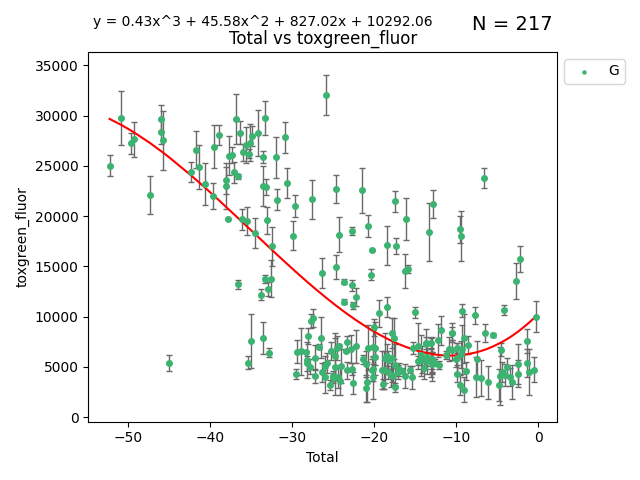 y = 0.43x^3 + 45.58x^2 + 827.02x + 10292.06
N = 217
Total vs toxgreen_fluor
G
35000
30000
25000
20000
15000
10000
5000
0
toxgreen_fluor
−50
−40
−30
−20
−10
0
Total